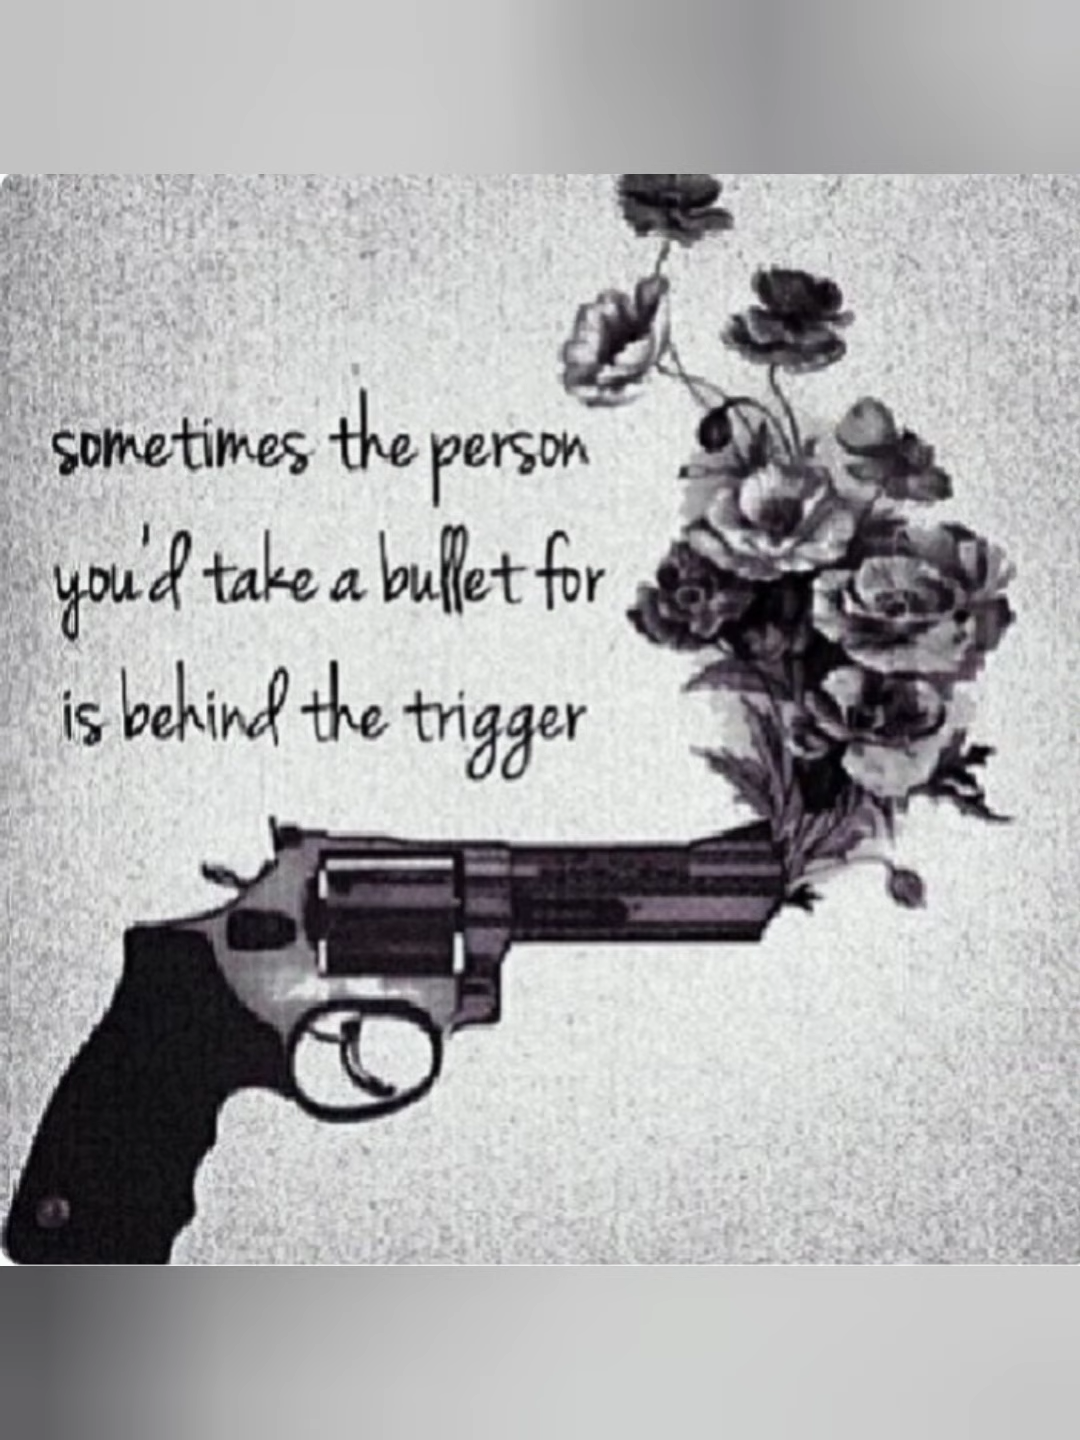 sometimes the person
you'd take a bullet for
is behind the trigger